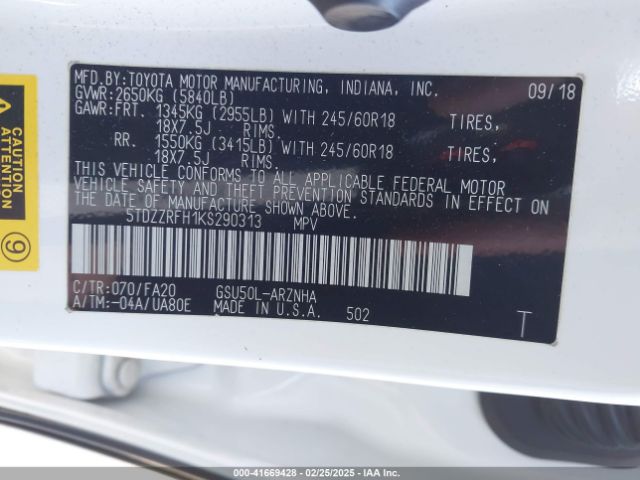 MFD.BY:TOYOTA MOTOR MANUFACTURING, INDIANA, INC. 09/18
GVWR:2650KG (5840LB)
GAWR:FRT. 1345KG (2955LB) WITH 245/60R18 TIRES,
18X7.5J RIMS.
RR. 1550KG (3415LB) WITH 245/60R18 TIRES,
18X7.5J RIMS.
THIS VEHICLE CONFORMS TO ALL APPLICABLE FEDERAL MOTOR
VEHICLE SAFETY AND THEFT PREVENTION STANDARDS IN EFFECT ON
THE DATE OF MANUFACTURE SHOWN ABOVE.
5TDZZRFH1KS290313 MPV
C/TR:070/FA20 GSU50L-ARZNHA
A/TM:-04A/UA80E MADE IN U.S.A. 502 T
CAUTION
ATTENTION
9
000-41669428 - 02/25/2025 - IAA Inc.